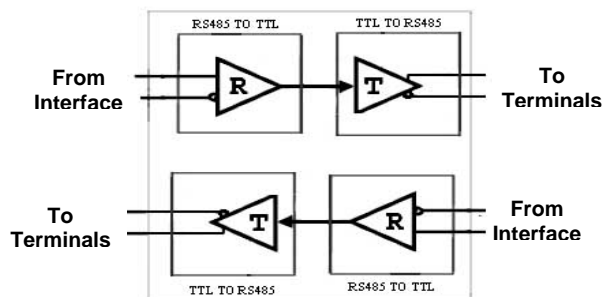 RS485 TO TTL
TTL TO RS485
From
Interface
R
T
To
Terminals
To
Terminals
T
R
From
Interface
TTL TO RS485
RS485 TO TTL